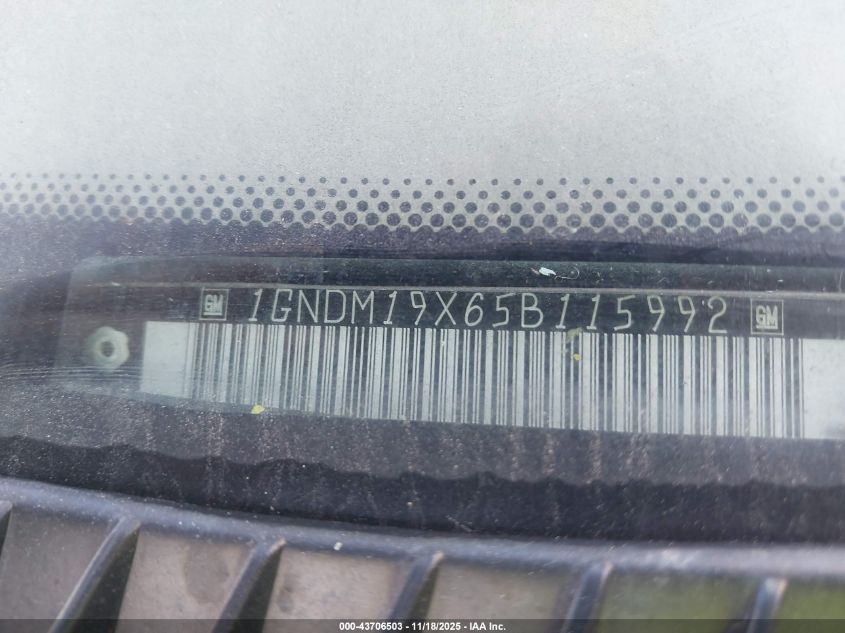 GM 1GNDM19X65B115992 GM
000-43706503 - 11/18/2025 - IAA Inc.